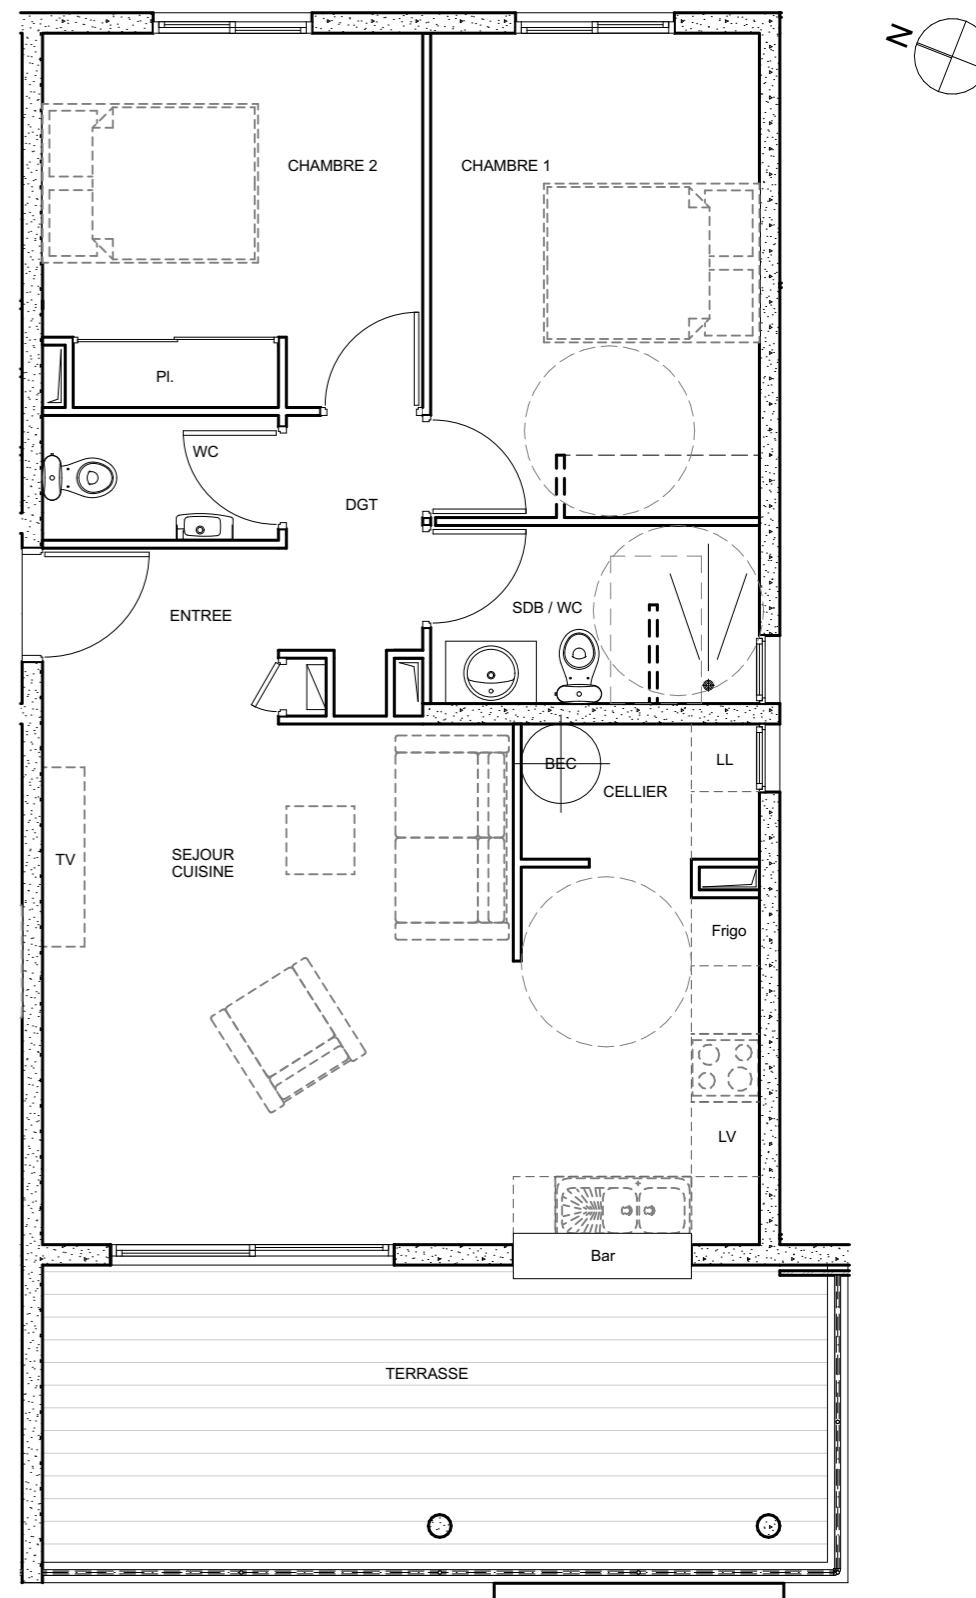 N
CHAMBRE 2
CHAMBRE 1
Pl.
WC
DGT
SDB / WC
ENTREE
BEC
LL
CELLIER
TV
SEJOUR
CUISINE
Frigo
LV
Bar
TERRASSE